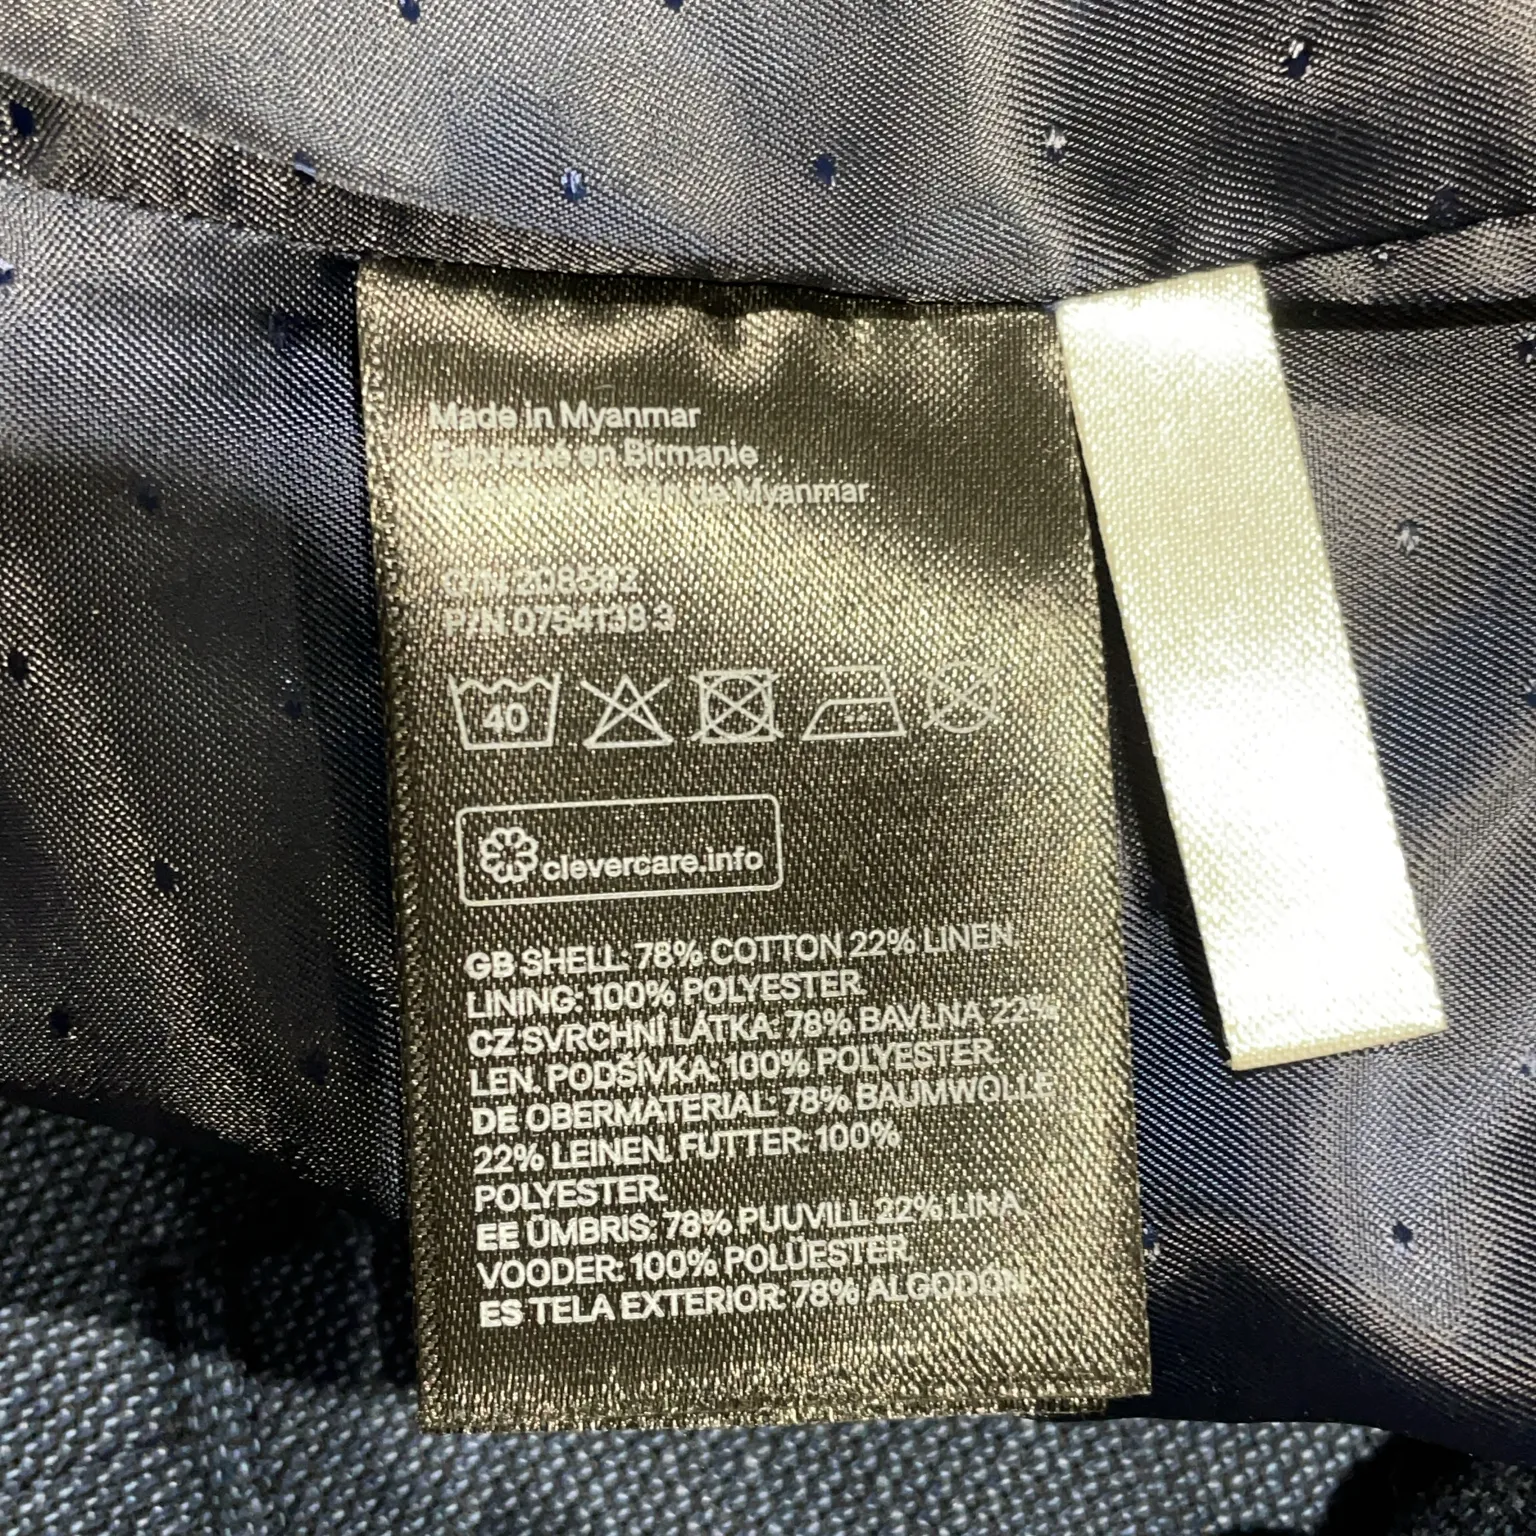 Made in Myanmar
Fabriqué en Birmanie
de Myanmar
P/N 0754138 3
40
clevercare.info
GB SHELL: 78% COTTON 22% LINEN.
LINING: 100% POLYESTER.
CZ SVRCHNÍ LÁTKA: 78% BAVLNA 22%
LEN. PODŠÍVKA: 100% POLYESTER.
DE OBERMATERIAL: 78% BAUMWOLLE
22% LEINEN. FUTTER: 100%
POLYESTER.
EE ÜMBRIS: 78% PUUVILL 22% LINA.
VOODER: 100% POLÜESTER.
ES TELA EXTERIOR: 78% ALGODÓN